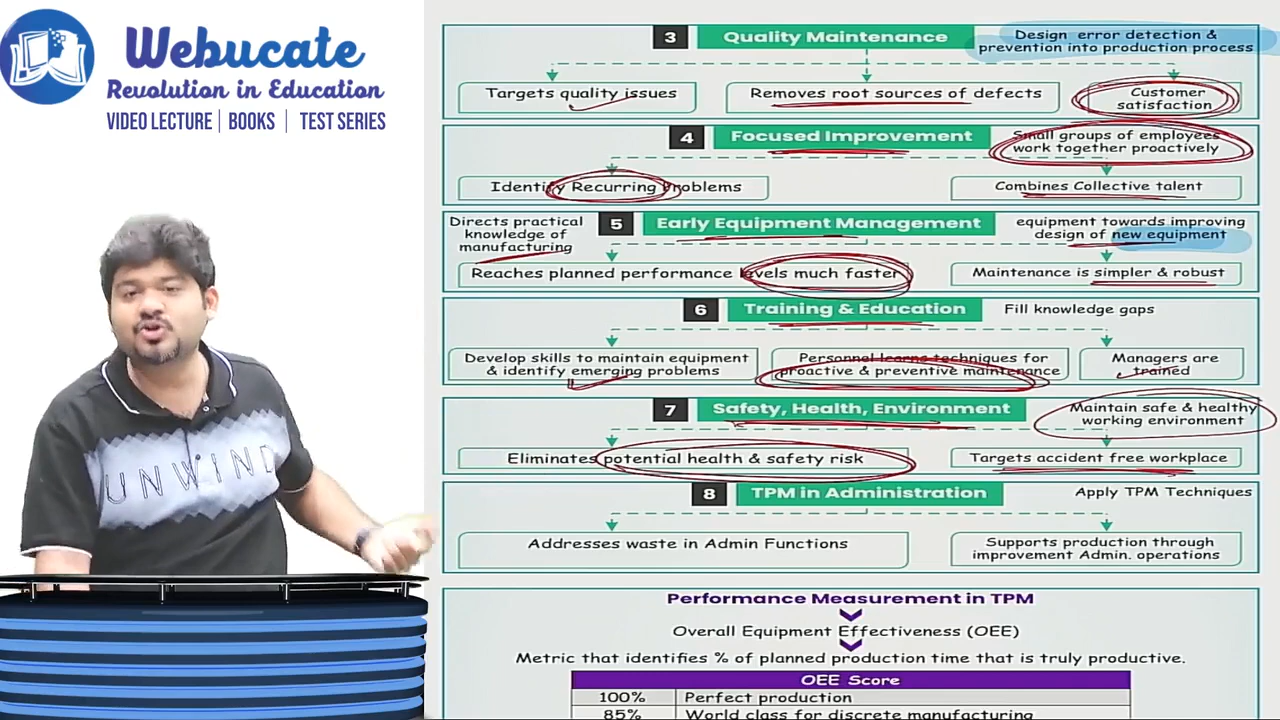 Webucate
Revolution in Education
VIDEO LECTURE | BOOKS | TEST SERIES
UNWIND
3 Quality Maintenance
Design error detection &
prevention into production process
Targets quality issues
Removes root sources of defects
Customer
satisfaction
4 Focused Improvement
Small groups of employees
work together proactively
Identify Recurring Problems
Combines Collective talent
Directs practical
knowledge of
manufacturing
5 Early Equipment Management
equipment towards improving
design of new equipment
Reaches planned performance levels much faster
Maintenance is simpler & robust
6 Training & Education
Fill knowledge gaps
Develop skills to maintain equipment
& identify emerging problems
Personnel learns techniques for
proactive & preventive maintenance
Managers are
trained
7 Safety, Health, Environment
Maintain safe & healthy
working environment
Eliminates potential health & safety risk
Targets accident free workplace
8 TPM in Administration
Apply TPM Techniques
Addresses waste in Admin Functions
Supports production through
improvement Admin. operations
Performance Measurement in TPM
Overall Equipment Effectiveness (OEE)
Metric that identifies % of planned production time that is truly productive.
OEE Score
100% Perfect production
85% World class for discrete manufacturing